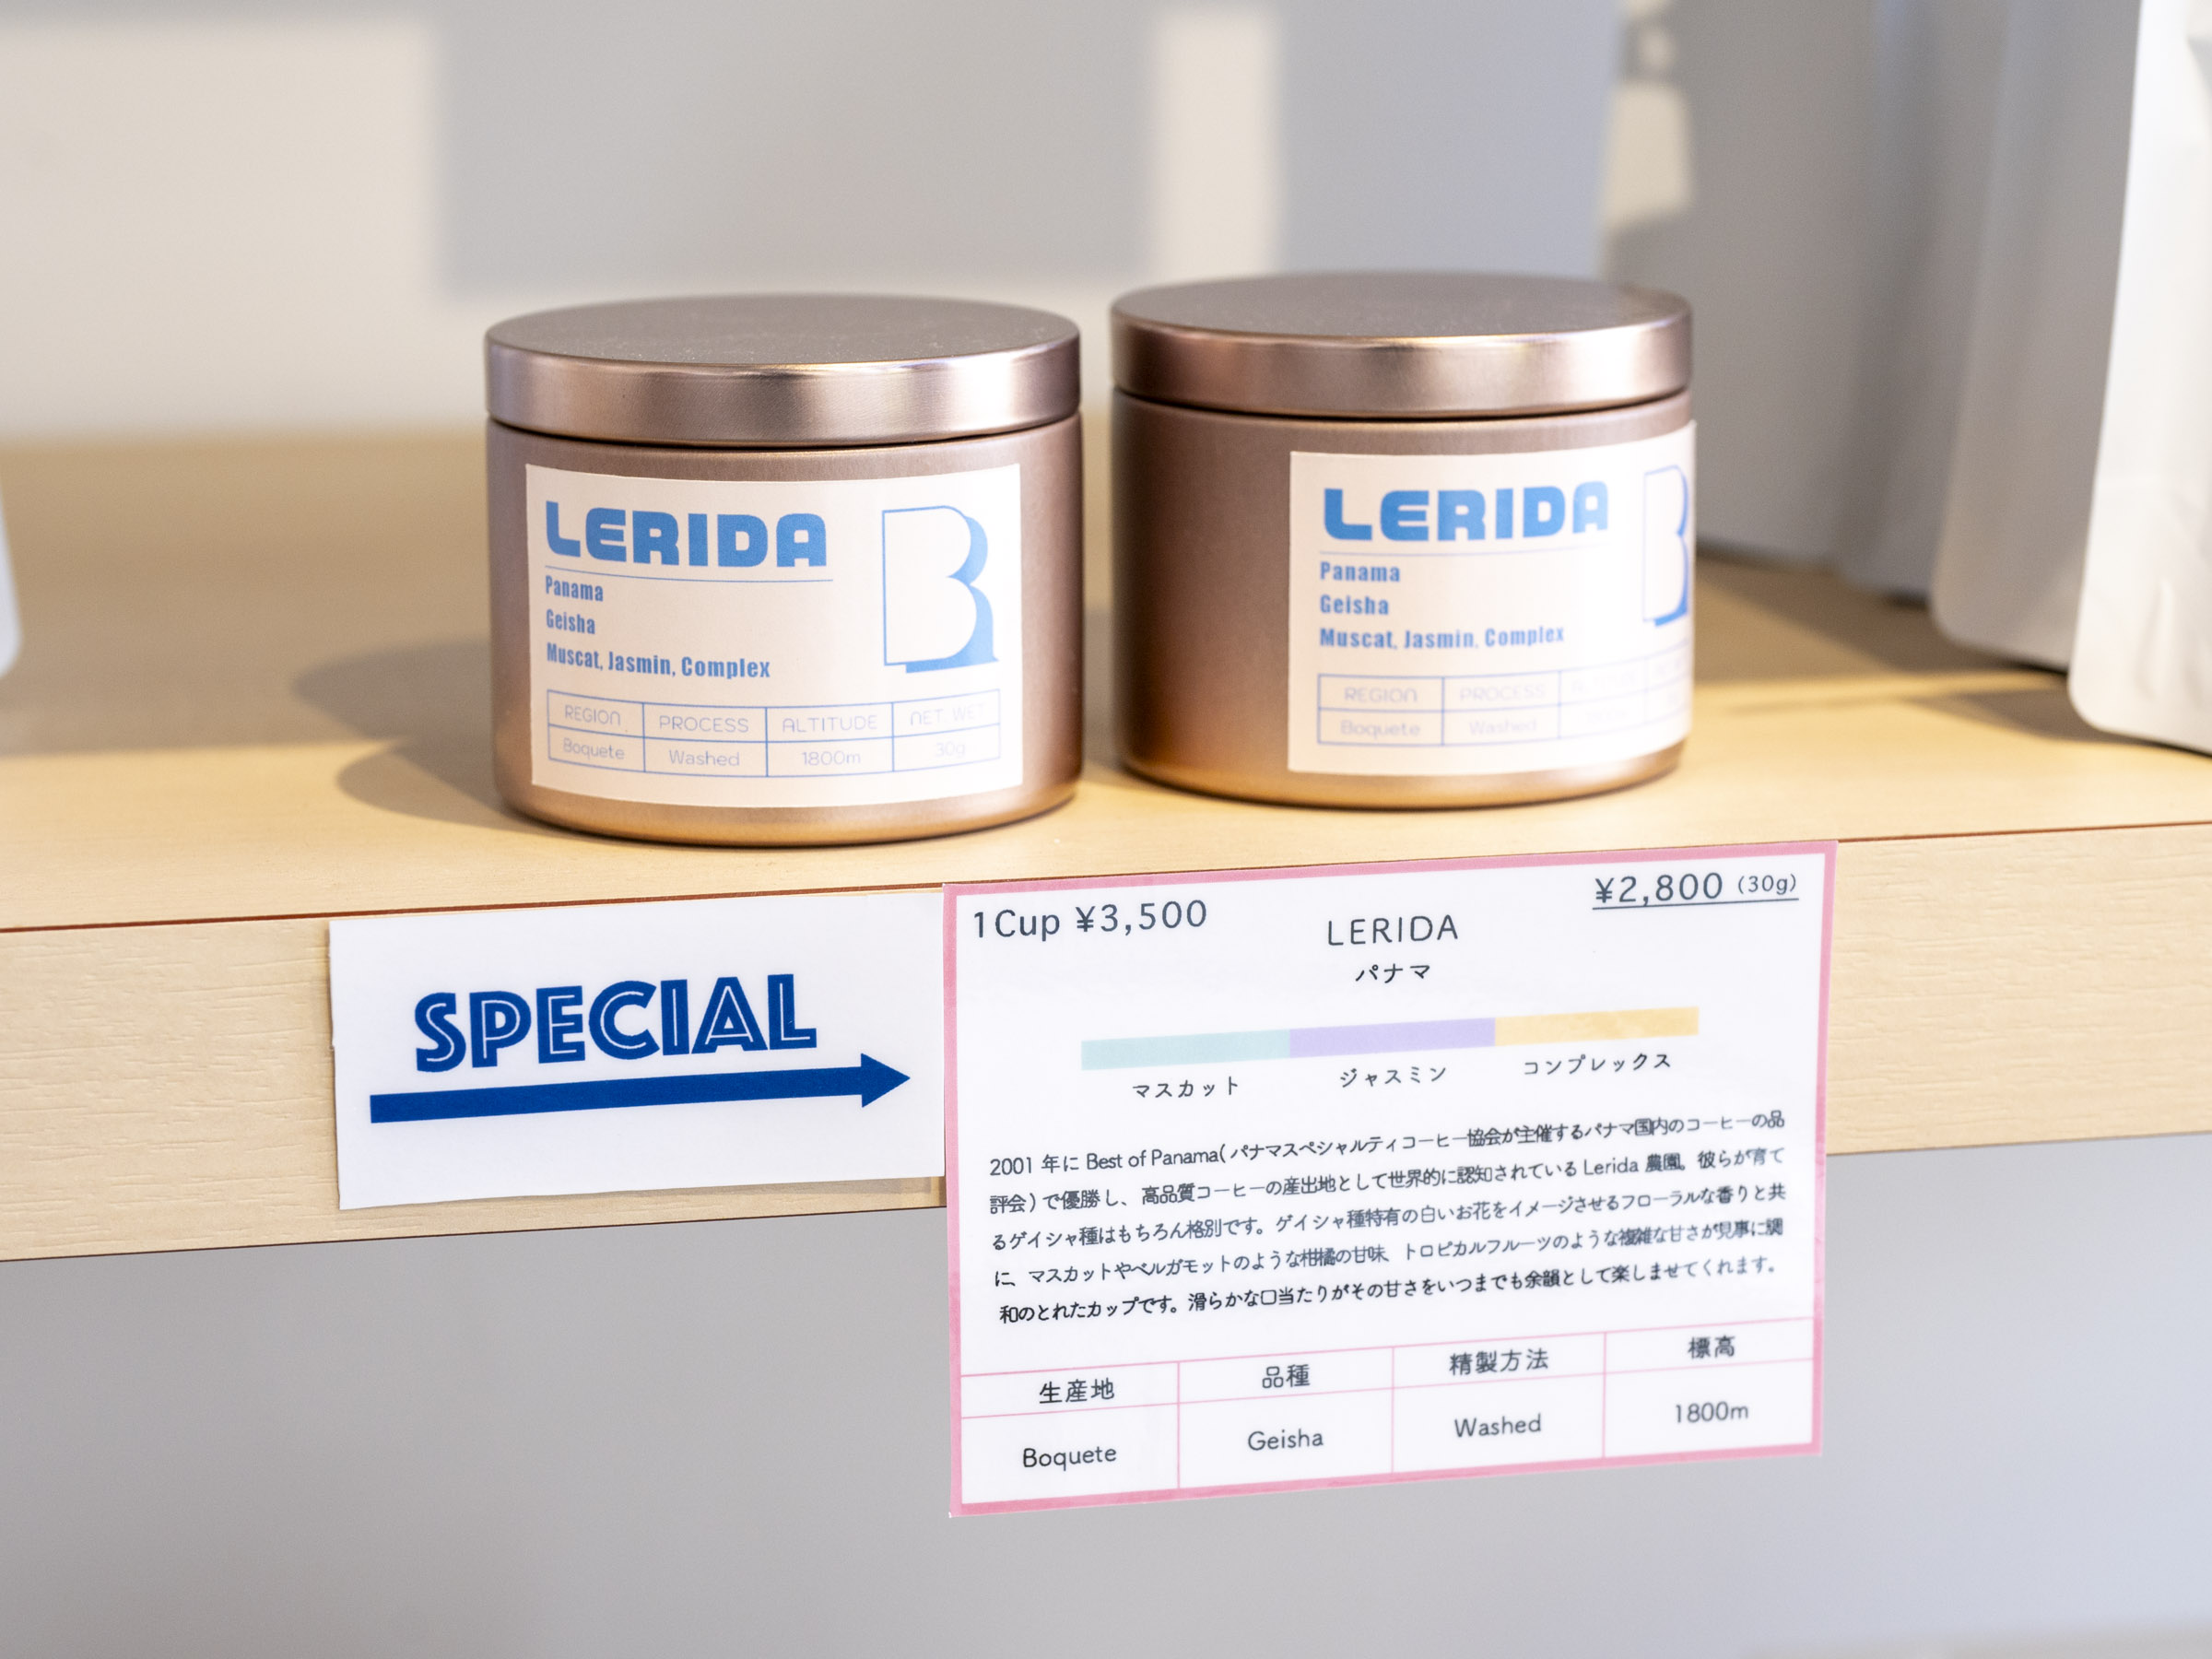 LERIDA
Panama
Geisha
Muscat, Jasmin, Complex
B
REGION PROCESS ALTITUDE NET WET
Boquete Washed 1800m 30g
LERIDA
Panama
Geisha
Muscat, Jasmin, Complex
B
REGION PROCESS
Boquete Washed
SPECIAL
1Cup ¥3,500
¥2,800 (30g)
LERIDA
パナマ
マスカット ジャスミン コンプレックス
2001 年に Best of Panama(パナマスペシャルティコーヒー協会が主催するパナマ国内のコーヒーの品
評会)で優勝し、高品質コーヒーの産出地として世界的に認知されている Lerida 農園。彼らが育て
るゲイシャ種はもちろん格別です。ゲイシャ種特有の白いお花をイメージさせるフローラルな香りと共
に、マスカットやベルガモットのような柑橘の甘味、トロピカルフルーツのような複雑な甘さが見事に調
和のとれたカップです。滑らかな口当たりがその甘さをいつまでも余韻として楽しませてくれます。
生産地 品種 精製方法 標高
Boquete Geisha Washed 1800m